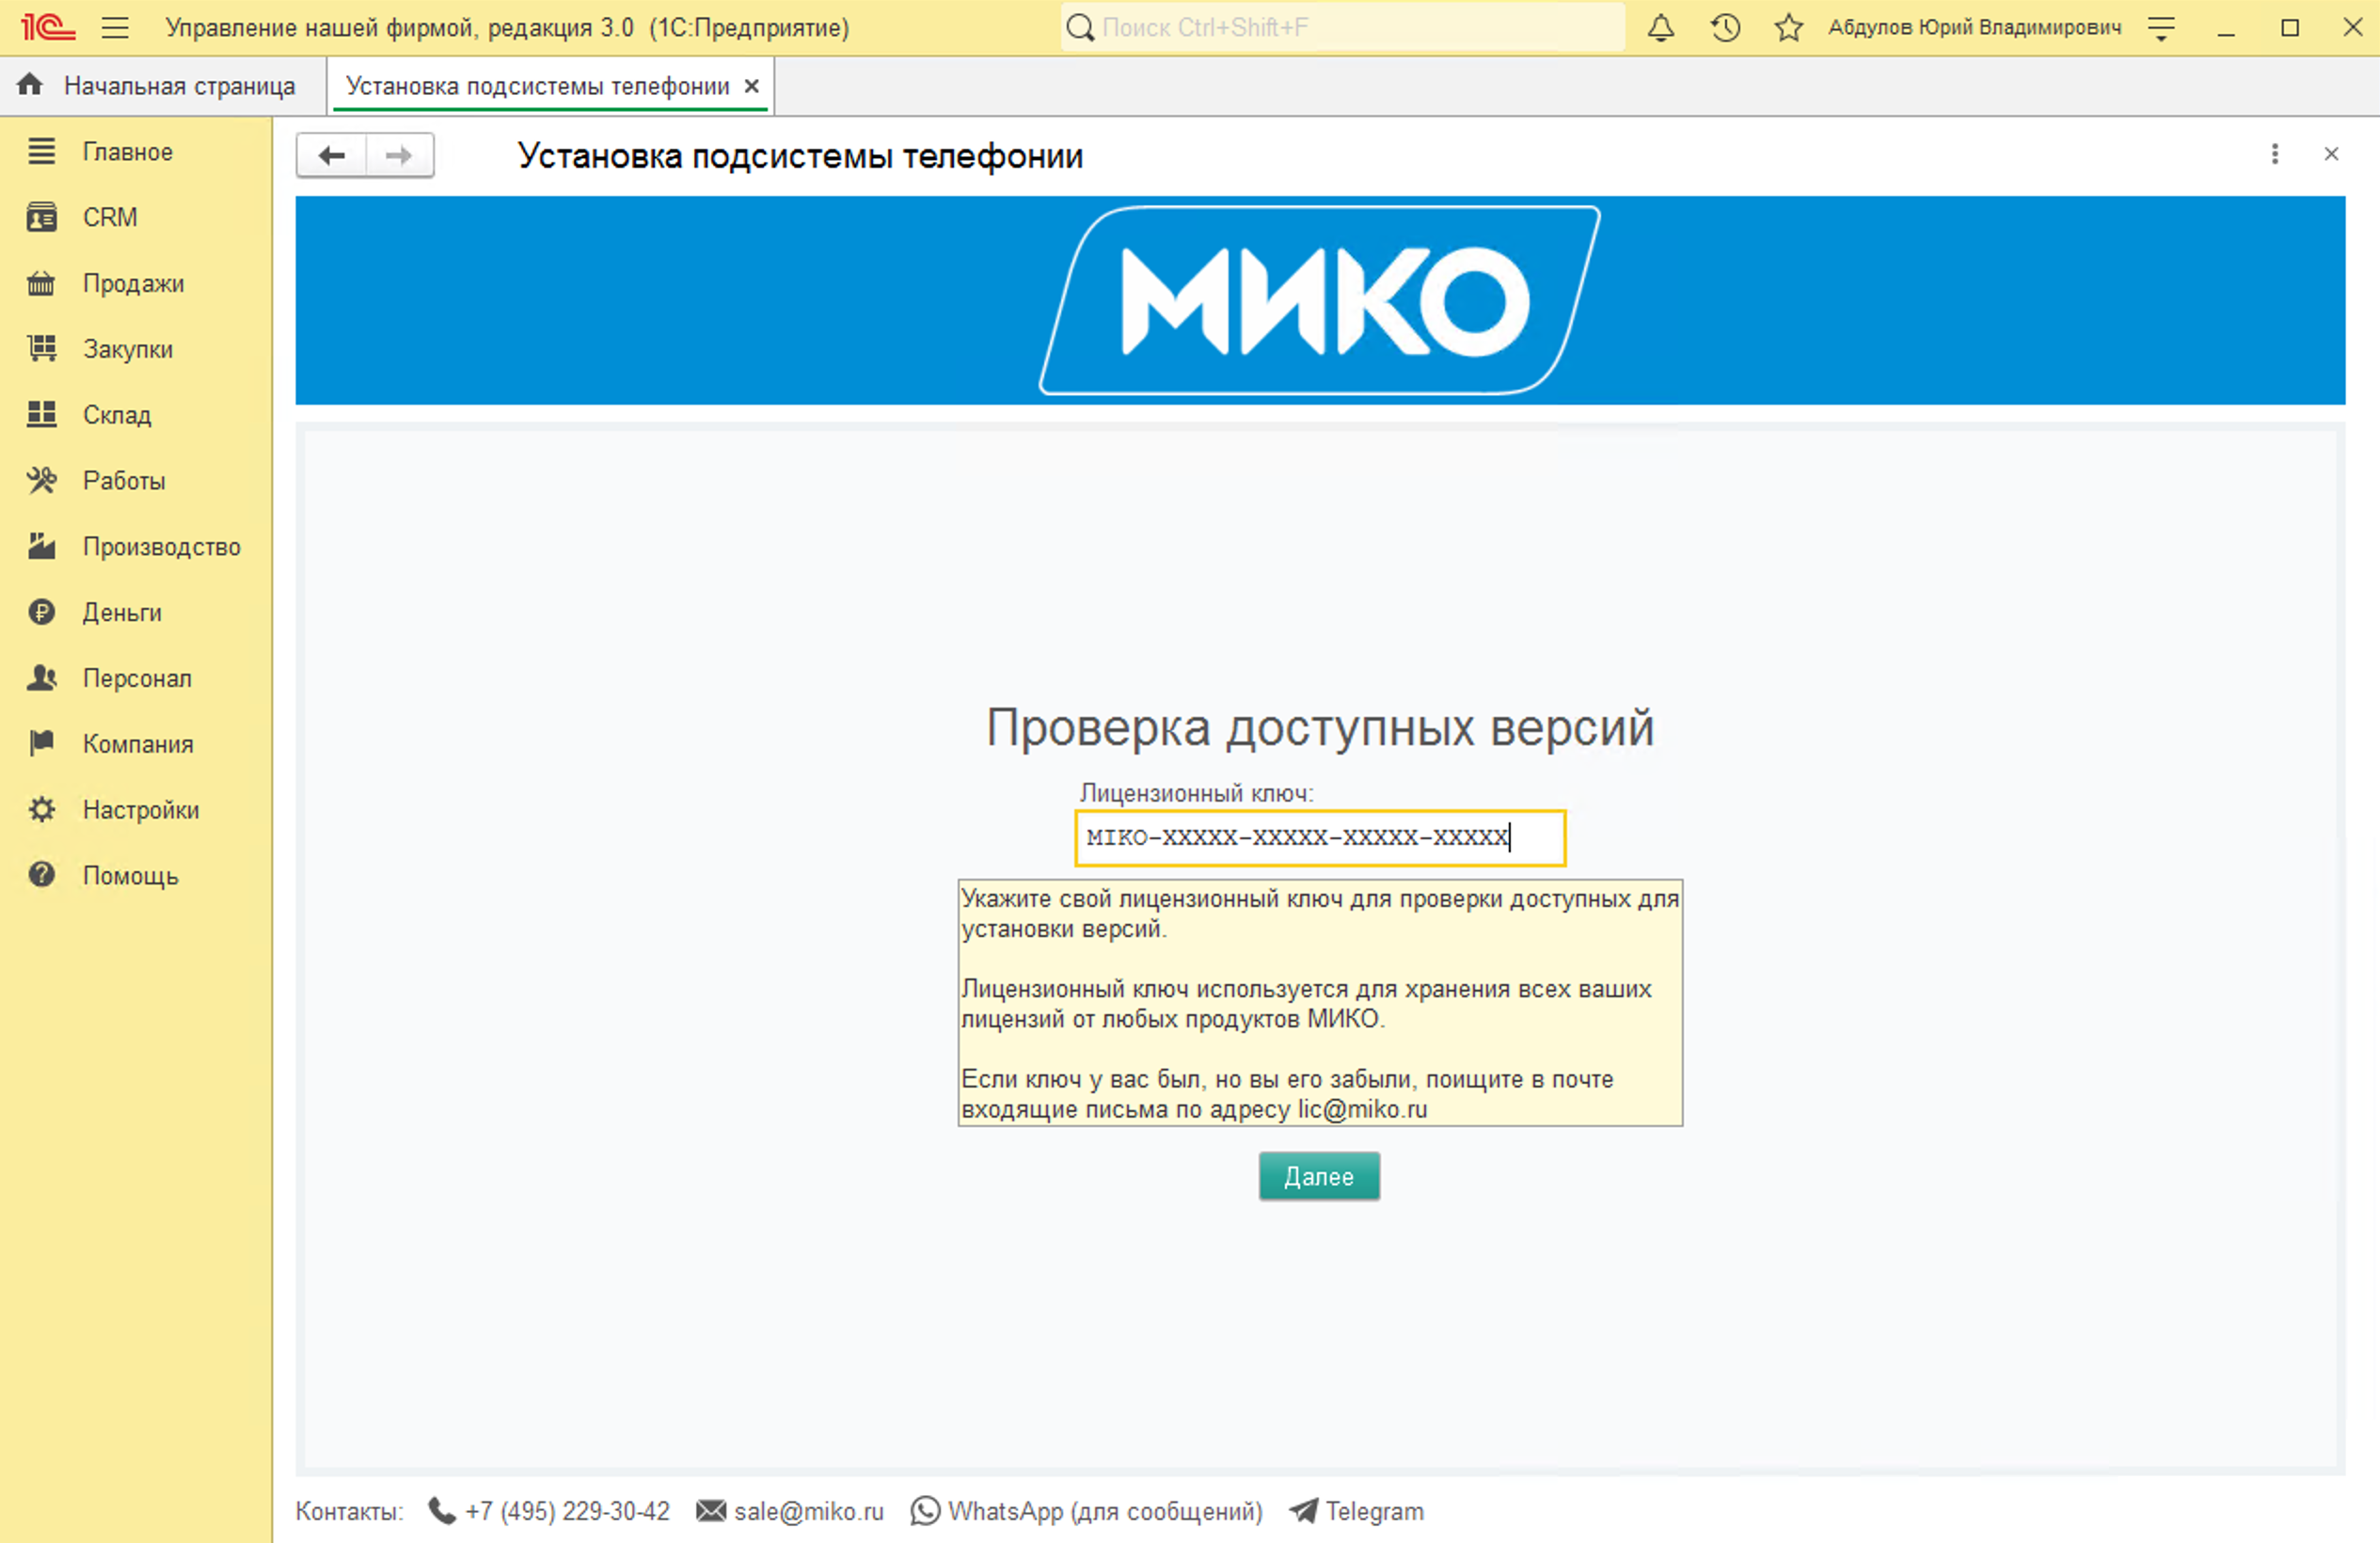 1С Управление нашей фирмой, редакция 3.0 (1С:Предприятие) Поиск Ctrl+Shift+F Абдулов Юрий Владимирович
Начальная страница Установка подсистемы телефонии
Главное
CRM
Продажи
Закупки
Склад
Работы
Производство
Деньги
Персонал
Компания
Настройки
Помощь
Установка подсистемы телефонии
МИКО
Проверка доступных версий
Лицензионный ключ:
MIKO-XXXXX-XXXXX-XXXXX-XXXXX
Укажите свой лицензионный ключ для проверки доступных для
установки версий.
Лицензионный ключ используется для хранения всех ваших
лицензий от любых продуктов МИКО.
Если ключ у вас был, но вы его забыли, поищите в почте
входящие письма по адресу lic@miko.ru
Далее
Контакты: +7 (495) 229-30-42 sale@miko.ru WhatsApp (для сообщений) Telegram